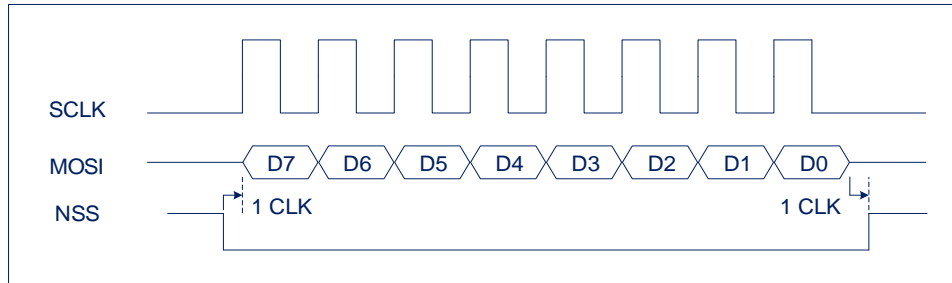 SCLK
MOSI D7 D6 D5 D4 D3 D2 D1 D0
1 CLK 1 CLK
NSS